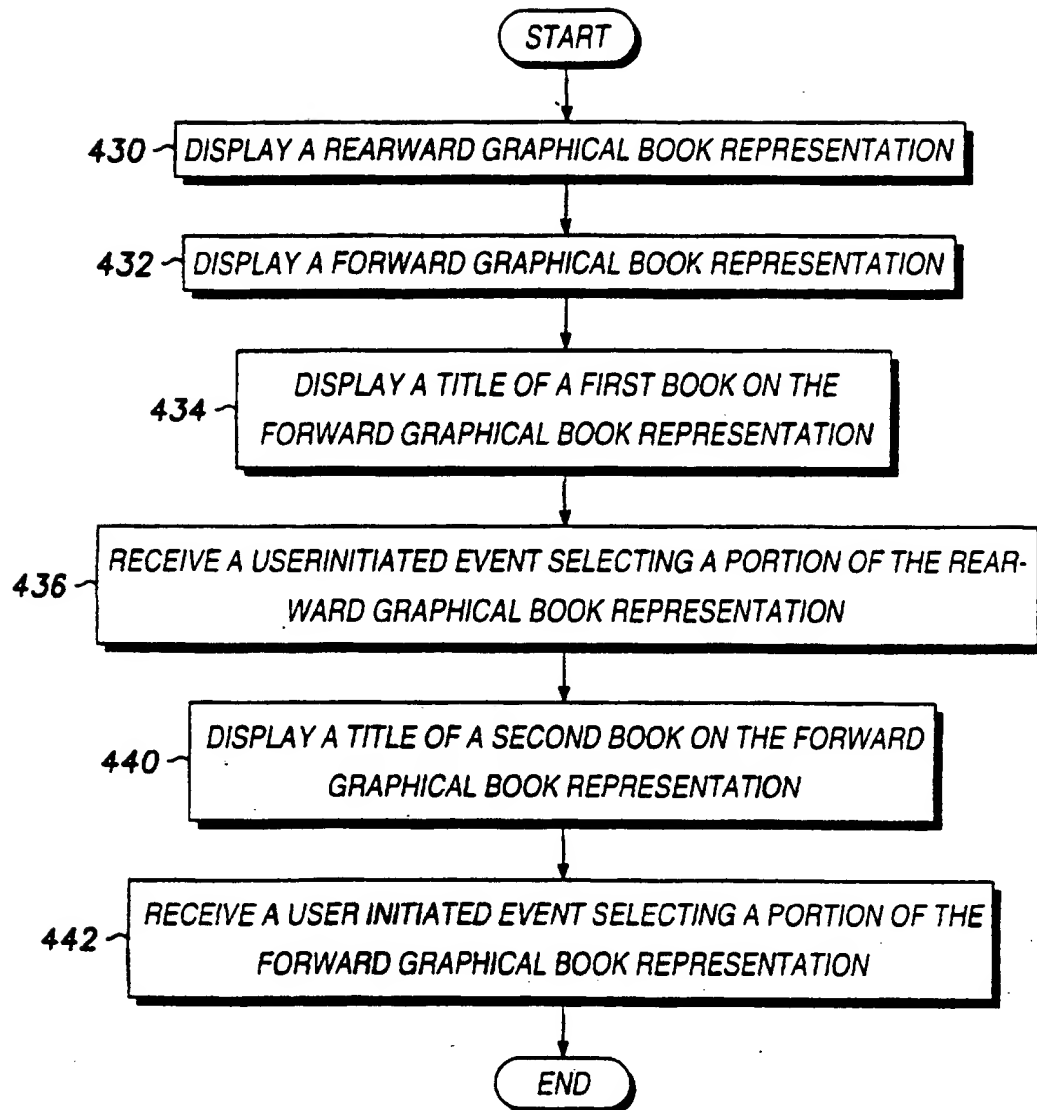 START
430
DISPLAY A REARWARD GRAPHICAL BOOK REPRESENTATION
432
DISPLAY A FORWARD GRAPHICAL BOOK REPRESENTATION
434
DISPLAY A TITLE OF A FIRST BOOK ON THE
FORWARD GRAPHICAL BOOK REPRESENTATION
436
RECEIVE A USERINITIATED EVENT SELECTING A PORTION OF THE REAR-
WARD GRAPHICAL BOOK REPRESENTATION
440
DISPLAY A TITLE OF A SECOND BOOK ON THE FORWARD
GRAPHICAL BOOK REPRESENTATION
442
RECEIVE A USER INITIATED EVENT SELECTING A PORTION OF THE
FORWARD GRAPHICAL BOOK REPRESENTATION
END